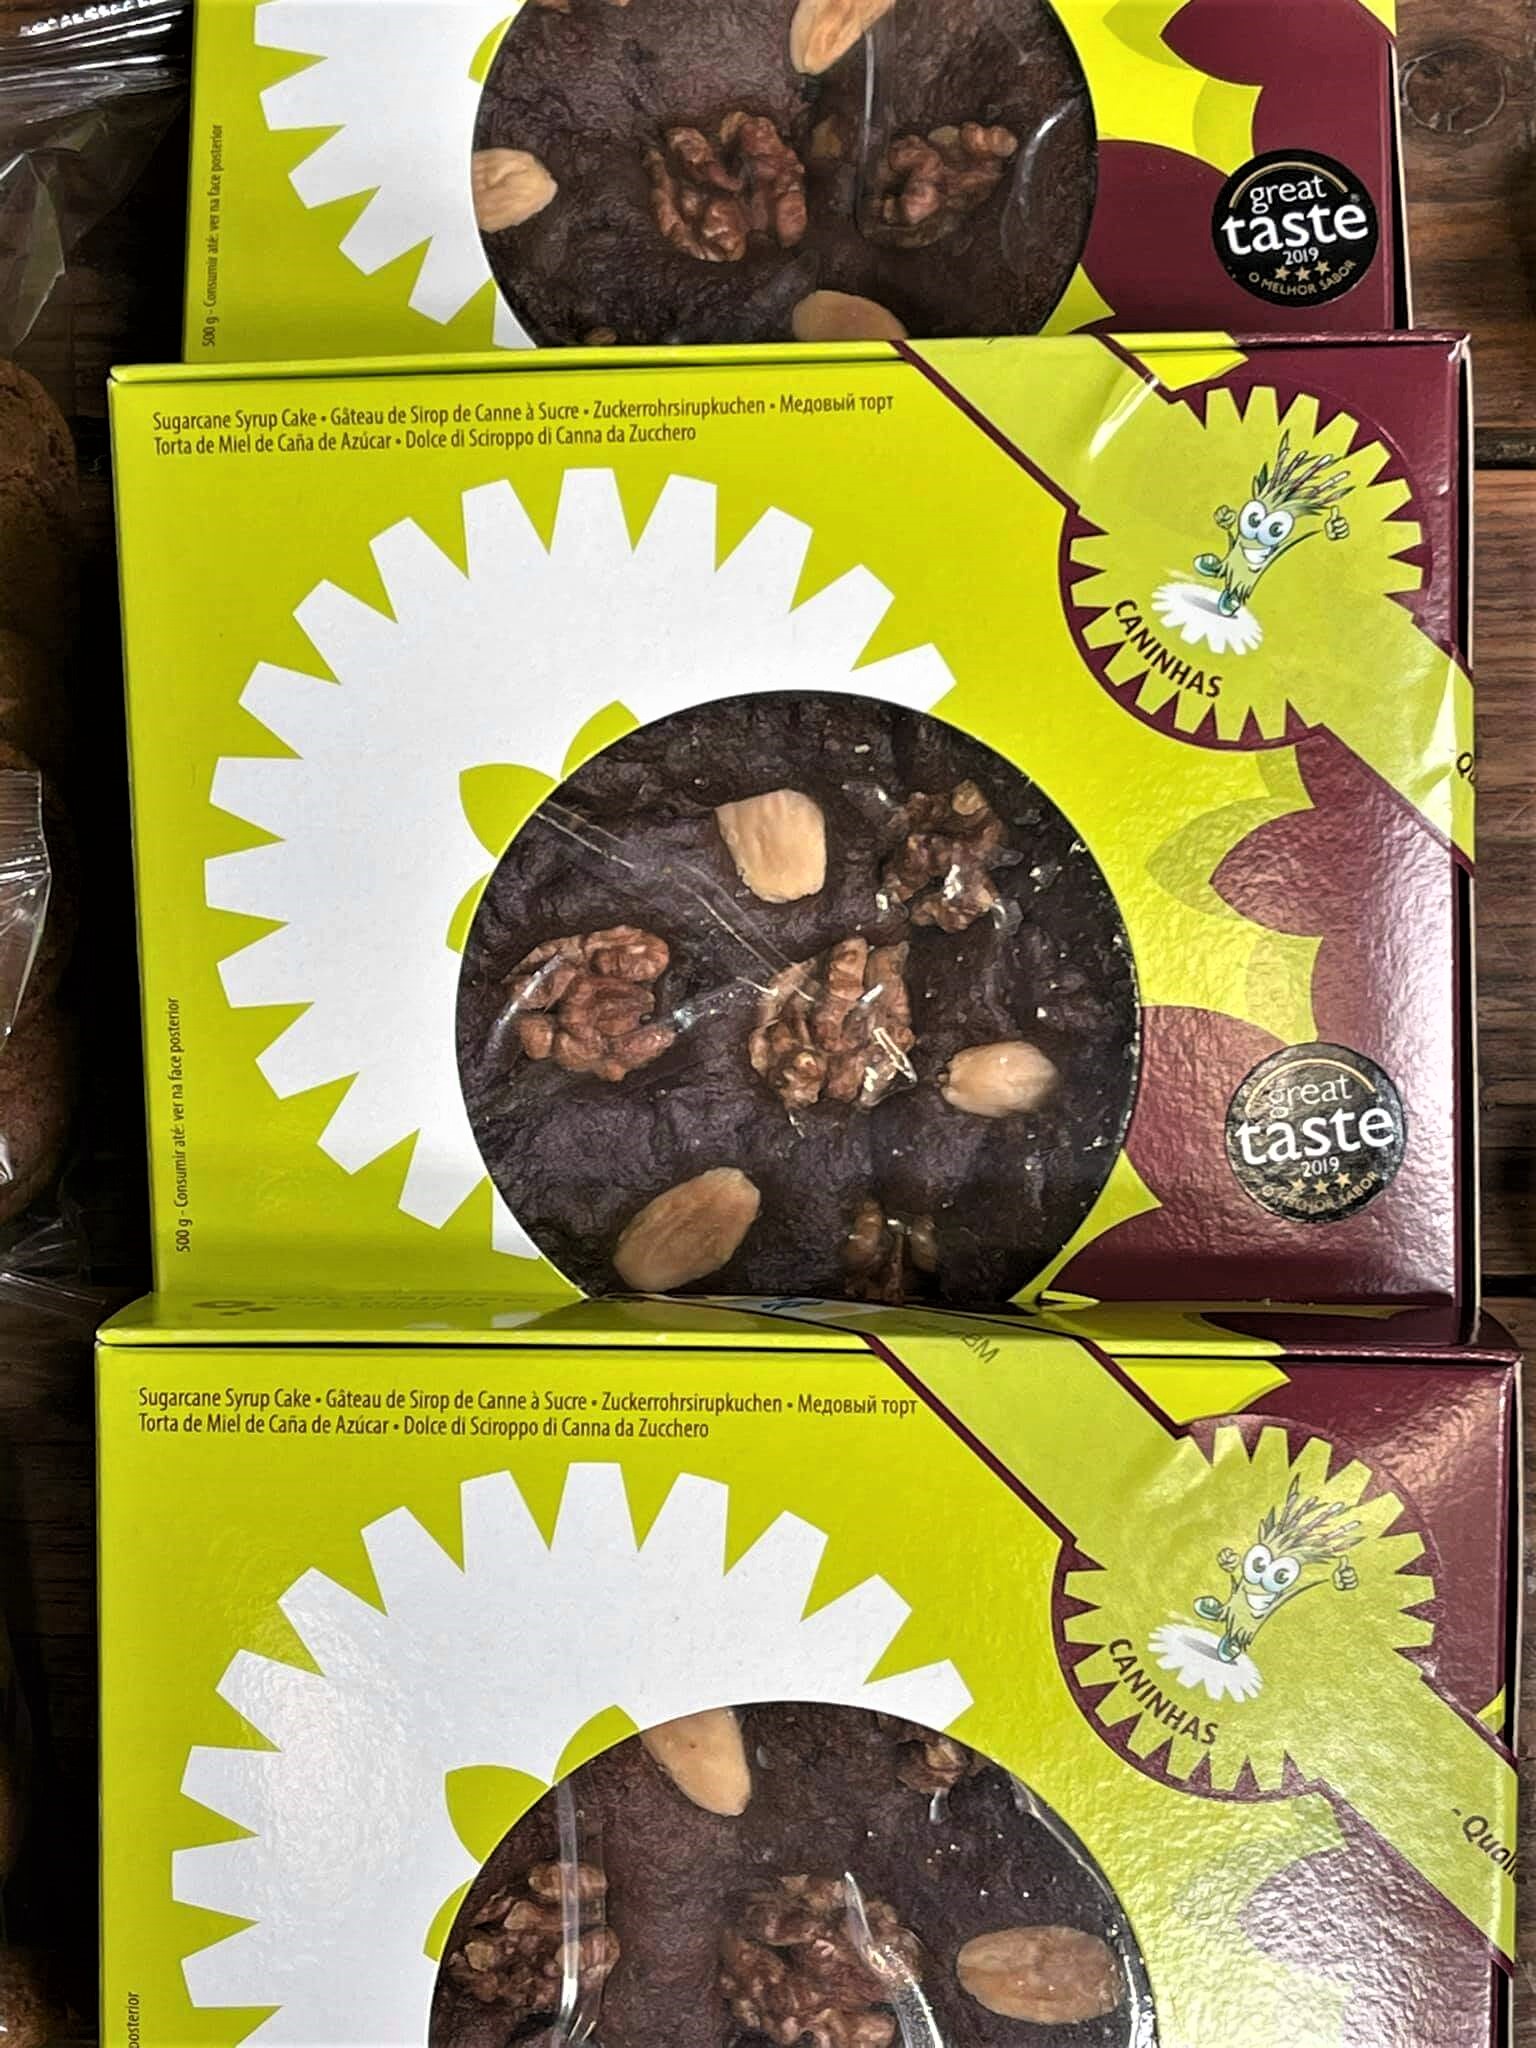 500 g - Consumir até: ver na face posterior
great
taste
2019
O MELHOR SABOR
Sugarcane Syrup Cake • Gâteau de Sirop de Canne à Sucre • Zuckerrohrsirupkuchen • Медовый торт
Torta de Miel de Caña de Azúcar • Dolce di Sciroppo di Canna da Zucchero
CANINHAS
500 g - Consumir até: ver na face posterior
great
taste
2019
O MELHOR SABOR
Sugarcane Syrup Cake • Gâteau de Sirop de Canne à Sucre • Zuckerrohrsirupkuchen • Медовый торт
Torta de Miel de Caña de Azúcar • Dolce di Sciroppo di Canna da Zucchero
CANINHAS
posterior